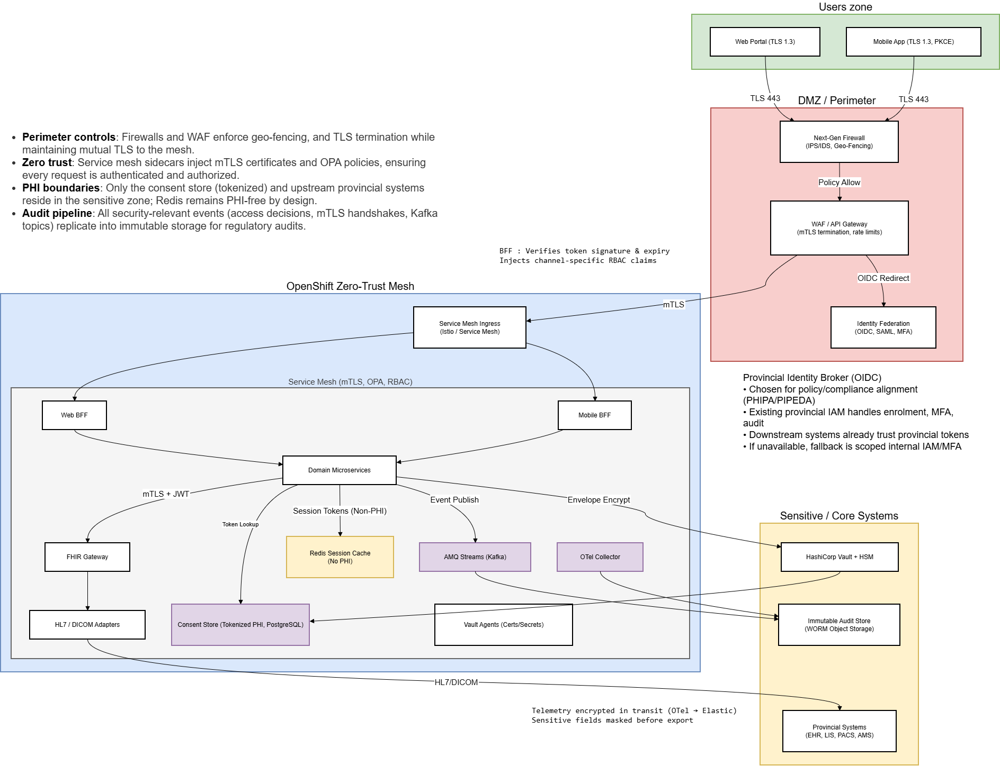 Users zone
Web Portal (TLS 1.3)
Mobile App (TLS 1.3, PKCE)
TLS 443
TLS 443
DMZ / Perimeter
Next-Gen Firewall
(IPS/IDS, Geo-Fencing)
Policy Allow
WAF / API Gateway
(mTLS termination, rate limits)
OIDC Redirect
Identity Federation
(OIDC, SAML, MFA)
• Perimeter controls: Firewalls and WAF enforce geo-fencing, and TLS termination while
maintaining mutual TLS to the mesh.
• Zero trust: Service mesh sidecars inject mTLS certificates and OPA policies, ensuring
every request is authenticated and authorized.
• PHI boundaries: Only the consent store (tokenized) and upstream provincial systems
reside in the sensitive zone; Redis remains PHI-free by design.
• Audit pipeline: All security-relevant events (access decisions, mTLS handshakes, Kafka
topics) replicate into immutable storage for regulatory audits.
BFF : Verifies token signature & expiry
Injects channel-specific RBAC claims
OpenShift Zero-Trust Mesh
mTLS
Service Mesh Ingress
(Istio / Service Mesh)
Service Mesh (mTLS, OPA, RBAC)
Web BFF
Mobile BFF
Domain Microservices
mTLS + JWT
Token Lookup
Session Tokens (Non-PHI)
Event Publish
Envelope Encrypt
FHIR Gateway
Redis Session Cache
(No PHI)
AMQ Streams (Kafka)
OTel Collector
HL7 / DICOM Adapters
Consent Store (Tokenized PHI, PostgreSQL)
Vault Agents (Certs/Secrets)
HL7/DICOM
Provincial Identity Broker (OIDC)
• Chosen for policy/compliance alignment
(PHIPA/PIPEDA)
• Existing provincial IAM handles enrolment, MFA,
audit
• Downstream systems already trust provincial tokens
• If unavailable, fallback is scoped internal IAM/MFA
Sensitive / Core Systems
HashiCorp Vault + HSM
Immutable Audit Store
(WORM Object Storage)
Provincial Systems
(EHR, LIS, PACS, AMS)
Telemetry encrypted in transit (OTel → Elastic)
Sensitive fields masked before export